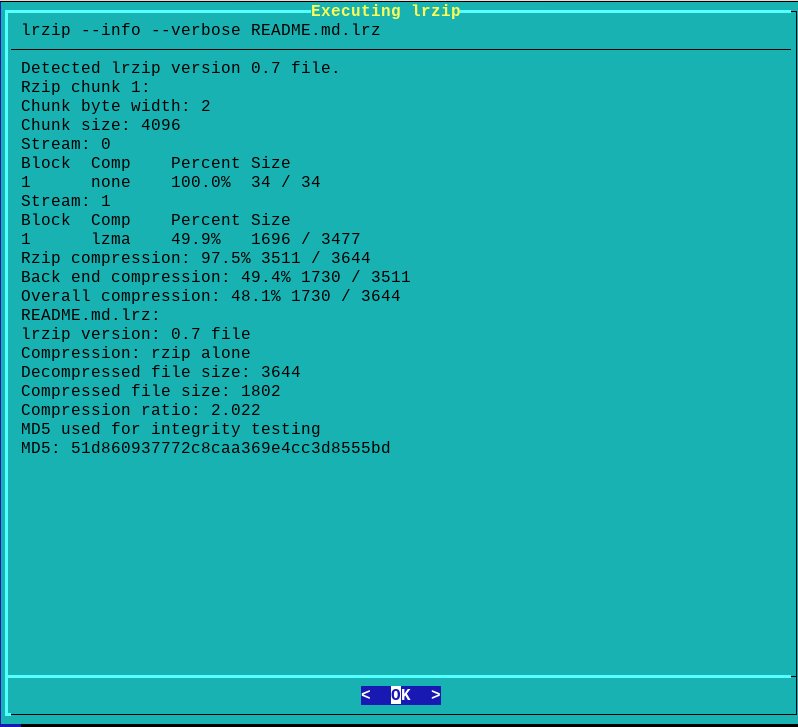 Executing lrzip
lrzip --info --verbose README.md.lrz
Detected lrzip version 0.7 file.
Rzip chunk 1:
Chunk byte width: 2
Chunk size: 4096
Stream: 0
Block  Comp    Percent Size
1      none    100.0%  34 / 34
Stream: 1
Block  Comp    Percent Size
1      lzma    49.9%   1696 / 3477
Rzip compression: 97.5% 3511 / 3644
Back end compression: 49.4% 1730 / 3511
Overall compression: 48.1% 1730 / 3644
README.md.lrz:
lrzip version: 0.7 file
Compression: rzip alone
Decompressed file size: 3644
Compressed file size: 1802
Compression ratio: 2.022
MD5 used for integrity testing
MD5: 51d860937772c8caa369e4cc3d8555bd
<  OK  >